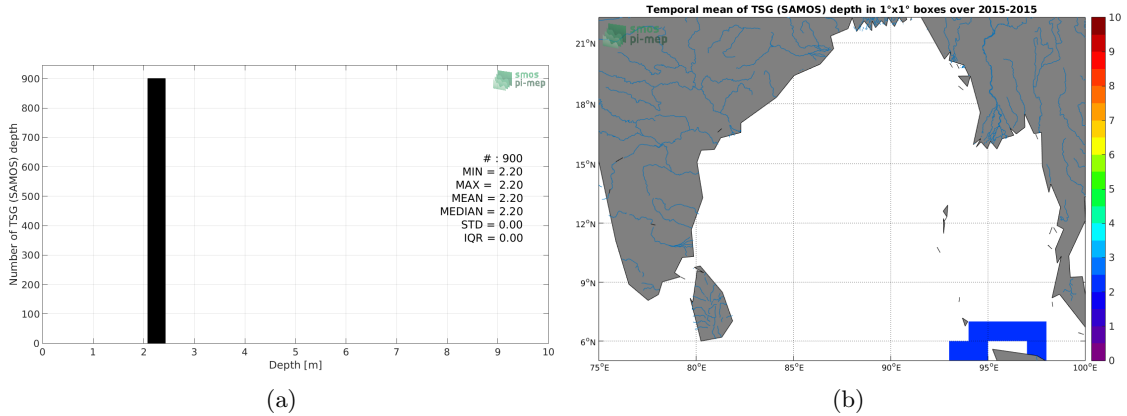 Temporal mean of TSG (SAMOS) depth in 1°x1° boxes over 2015-2015
smos
pi-mep
900
800
700
600
500
400
300
200
100
0
Number of TSG (SAMOS) depth
# : 900
MIN = 2.20
MAX = 2.20
MEAN = 2.20
MEDIAN = 2.20
STD = 0.00
IQR = 0.00
0 1 2 3 4 5 6 7 8 9 10
Depth [m]
(a)
smos
pi-mep
21°N
18°N
15°N
12°N
9°N
6°N
75°E 80°E 85°E 90°E 95°E 100°E
10
9
8
7
6
5
4
3
2
1
0
(b)